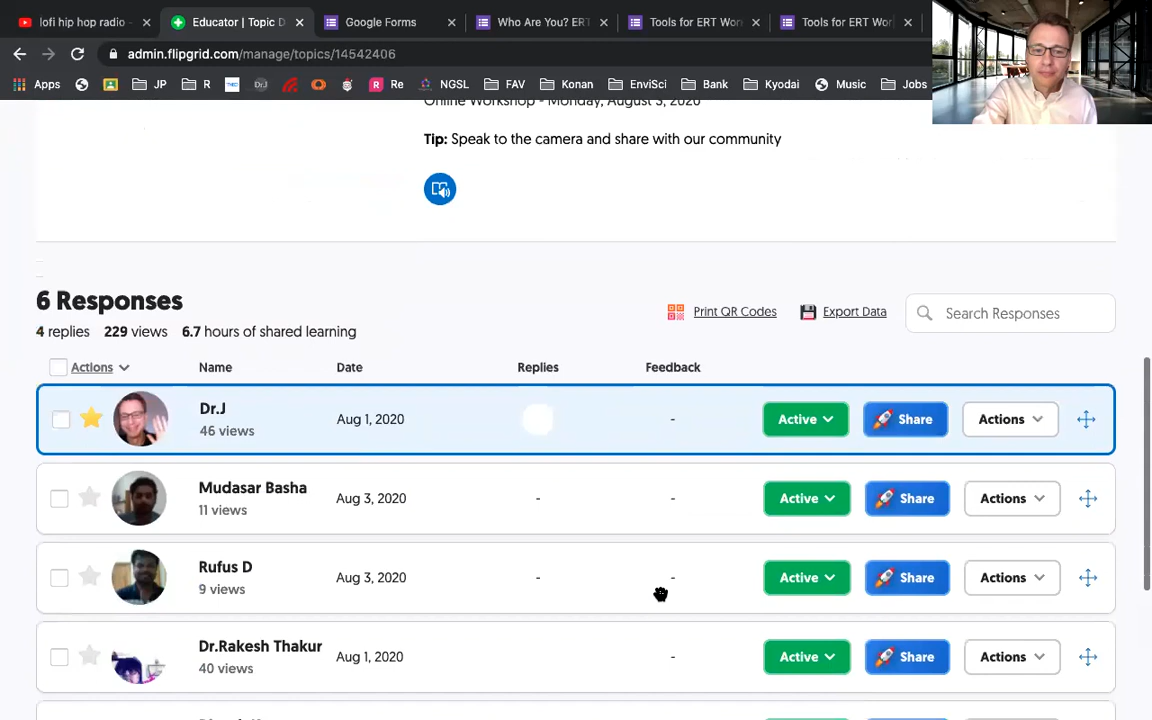 lofi hip hop radio -
Educator | Topic D
Google Forms
Who Are You? ERT
Tools for ERT Wor
Tools for ERT Wor
admin.flipgrid.com/manage/topics/14542406
Apps
JP
R
Dr.J
Re
NGSL
FAV
Konan
EnviSci
Bank
Kyodai
Music
Jobs
Online Workshop - Monday, August 3, 2020
Tip: Speak to the camera and share with our community
6 Responses
4 replies 229 views 6.7 hours of shared learning
Print QR Codes
Export Data
Search Responses
Actions Name Date Replies Feedback
Dr.J
46 views
Aug 1, 2020
-
Active
Share
Actions
Mudasar Basha
11 views
Aug 3, 2020
-
-
Active
Share
Actions
Rufus D
9 views
Aug 3, 2020
-
-
Active
Share
Actions
Dr.Rakesh Thakur
40 views
Aug 1, 2020
-
Active
Share
Actions